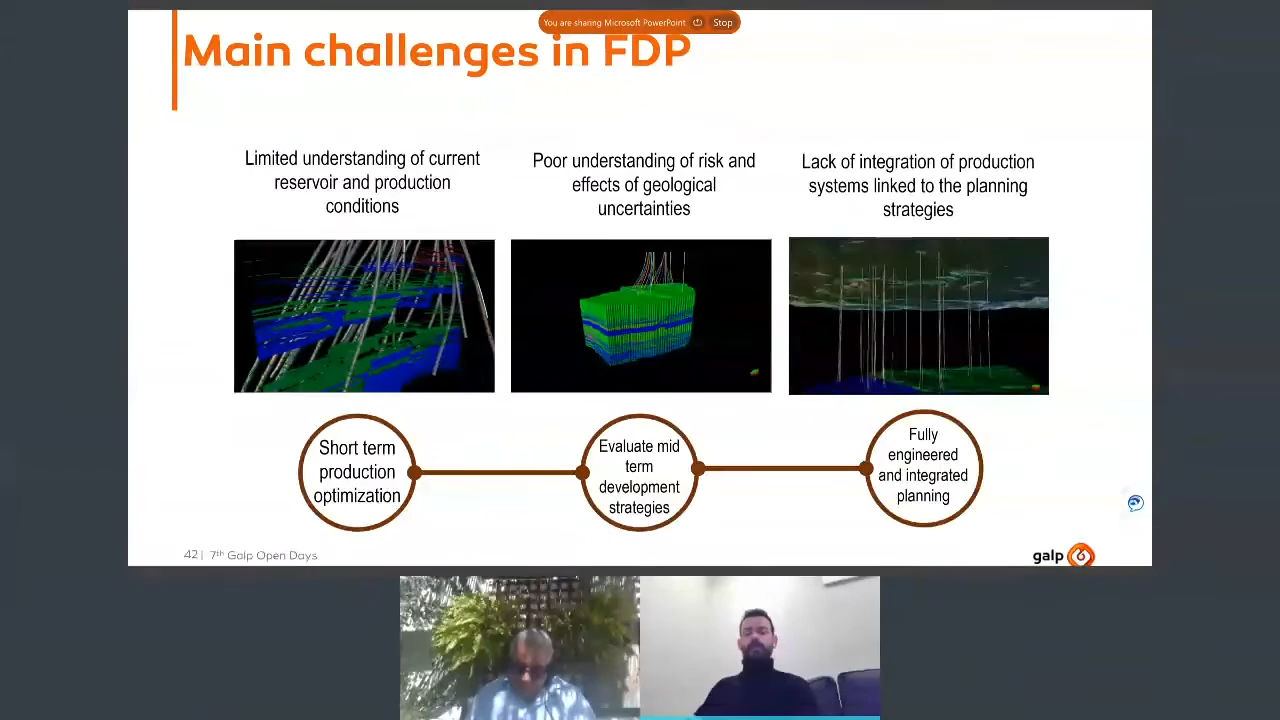 You are sharing Microsoft PowerPoint Stop
Main challenges in FDP
Limited understanding of current
reservoir and production
conditions
Poor understanding of risk and
effects of geological
uncertainties
Lack of integration of production
systems linked to the planning
strategies
Short term
production
optimization
Evaluate mid
term
development
strategies
Fully
engineered
and integrated
planning
42 | 7th Galp Open Days
galp